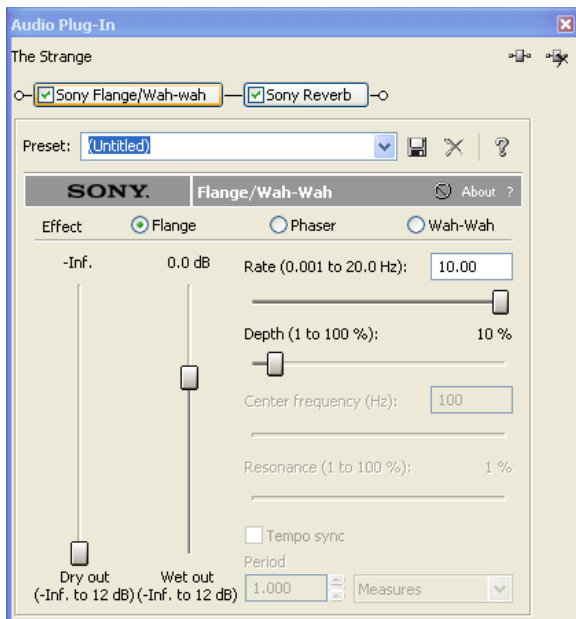 Audio Plug-In
The Strange
Sony Flange/Wah-wah
Sony Reverb
Preset: (Untitled)
SONY. Flange/Wah-Wah About ?
Effect Flange Phaser Wah-Wah
-Inf. 0.0 dB Rate (0.001 to 20.0 Hz): 10.00
Depth (1 to 100 %): 10 %
Center frequency (Hz): 100
Resonance (1 to 100 %): 1 %
Tempo sync
Period
1.000 Measures
Dry out Wet out
(-Inf. to 12 dB) (-Inf. to 12 dB)